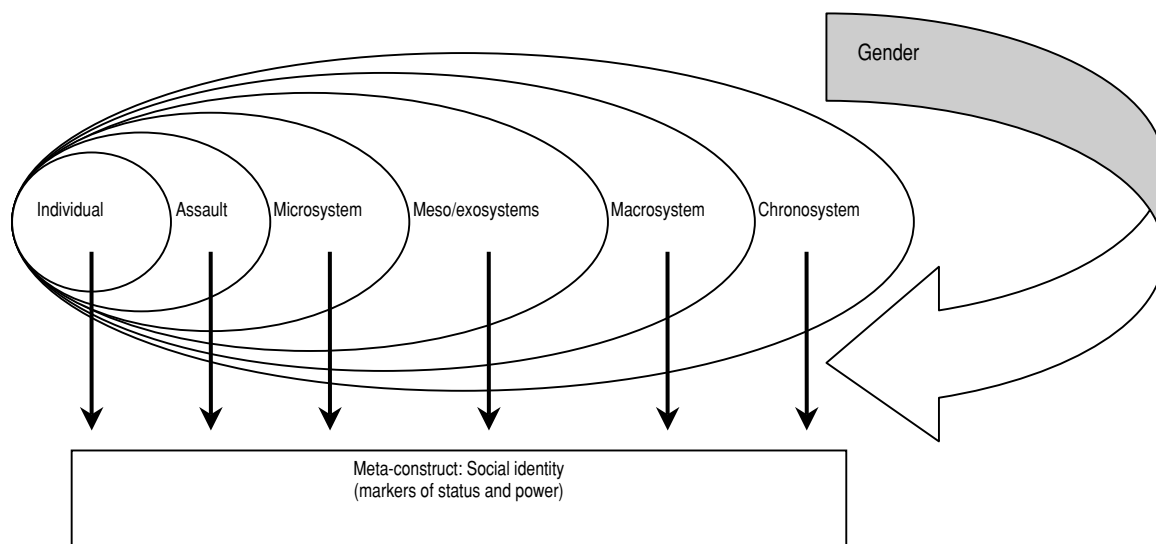 Gender
Individual
Assault
Microsystem
Meso/exosystems
Macrosystem
Chronosystem
Meta-construct: Social identity
(markers of status and power)